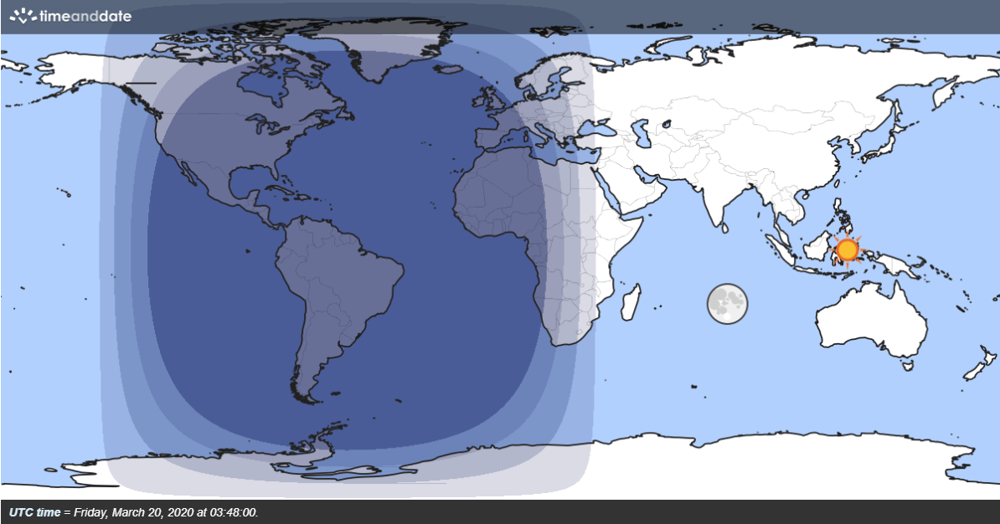 timeanddate
UTC time = Friday, March 20, 2020 at 03:48:00.